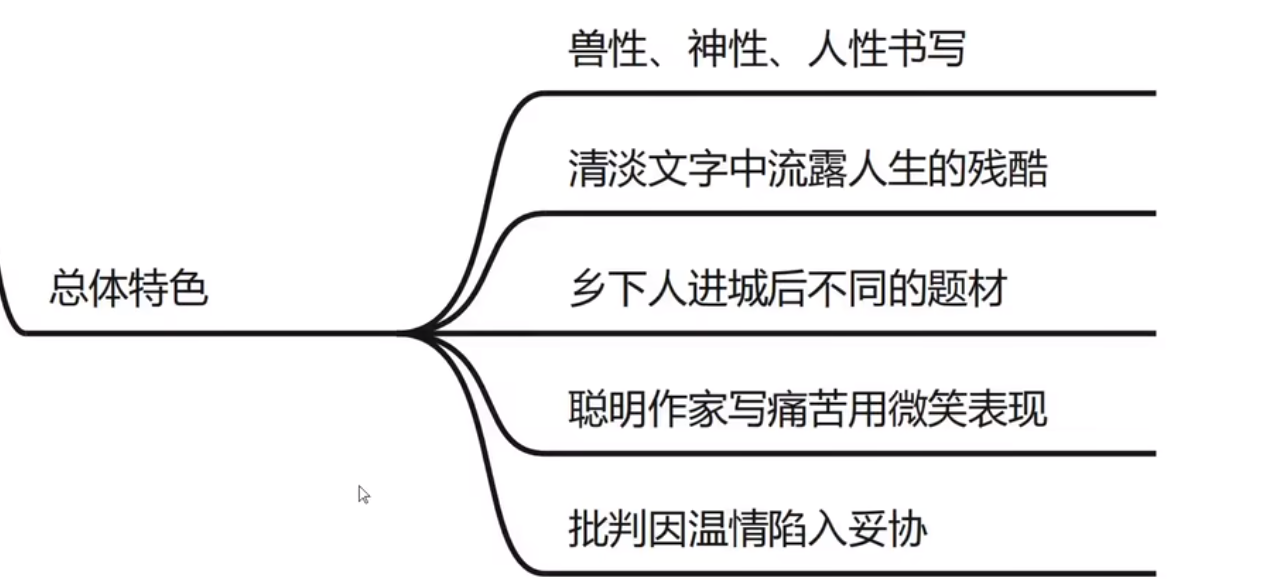 兽性、神性、人性书写
清淡文字中流露人生的残酷
总体特色
乡下人进城后不同的题材
聪明作家写痛苦用微笑表现
批判因温情陷入妥协